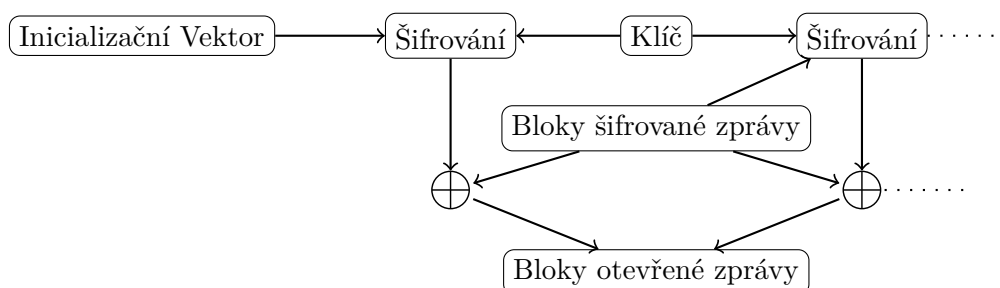 Inicializační Vektor Šifrování Klíč Šifrování
Bloky šifrované zprávy
Bloky otevřené zprávy